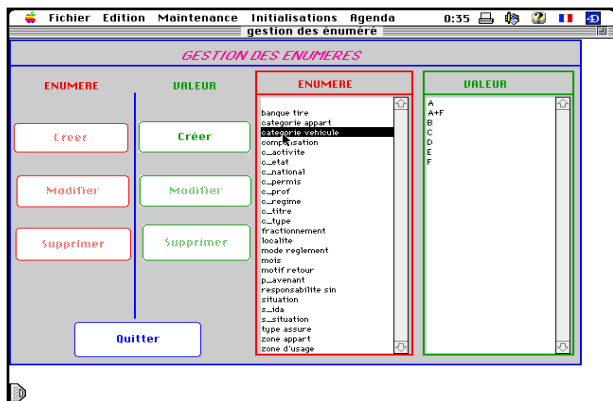 Fichier Edition Maintenance Initialisations Agenda 0:35
gestion des énuméré
GESTION DES ENUMERES
ENUMERE
VALEUR
Creer
Créer
Modifier
Modifier
Supprimer
Supprimer
Quitter
ENUMERE
banque tire
categorie appart
categorie vehicule
compensation
c_activite
c_etat
c_national
c_permis
c_prof
c_regime
c_titre
c_type
fractionnement
localite
mode reglement
mois
motif retour
p_avenant
responsabilite sin
situation
s_ida
s_situation
type assure
zone appart
zone d'usage
VALEUR
A
A+F
B
C
D
E
F